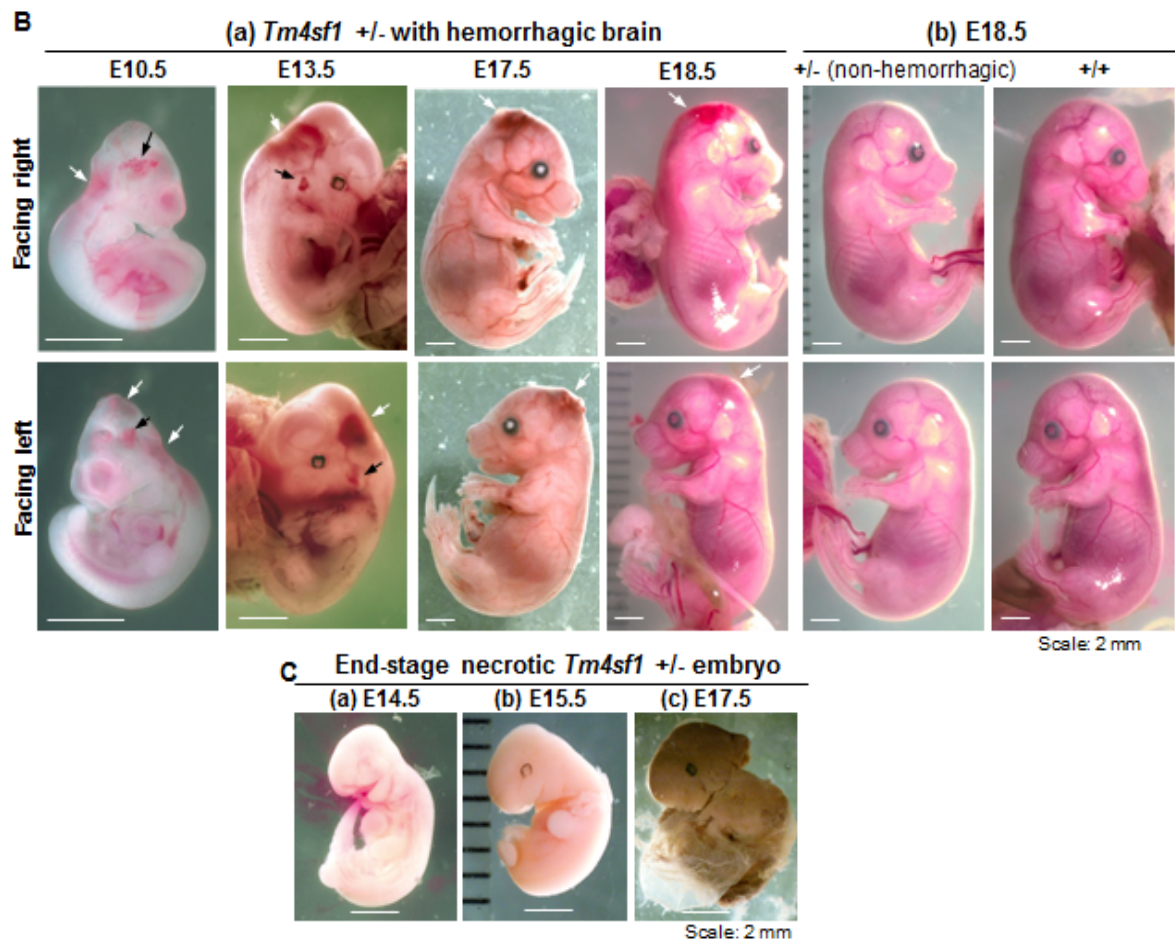 B
(a) Tm4sf1 +/- with hemorrhagic brain
(b) E18.5
E10.5 E13.5 E17.5 E18.5 +/- (non-hemorrhagic) +/+
Facing right
Facing left
Scale: 2 mm
C
End-stage necrotic Tm4sf1 +/- embryo
(a) E14.5 (b) E15.5 (c) E17.5
Scale: 2 mm